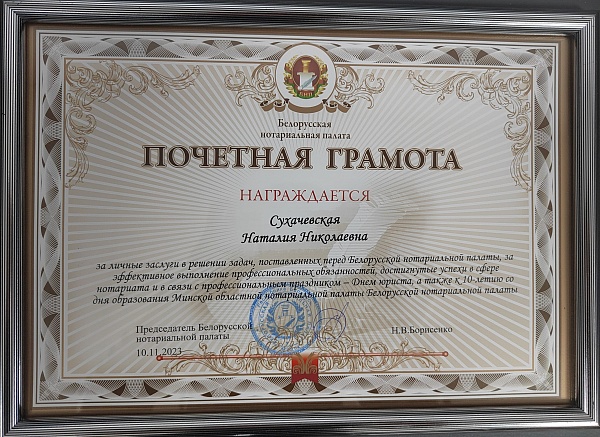 БНП
Белорусская
нотариальная палата
ПОЧЕТНАЯ ГРАМОТА
НАГРАЖДАЕТСЯ
Сухачевская
Наталия Николаевна
за личные заслуги в решении задач, поставленных перед Белорусской нотариальной палаты, за
эффективное выполнение профессиональных обязанностей, достигнутые успехи в сфере
нотариата и в связи с профессиональным праздником – Днем юриста, а также к 10-летию со
дня образования Минской областной нотариальной палаты Белорусской нотариальной палаты
Председатель Белорусской
нотариальной палаты
Н.В.Борисенко
10.11.2023